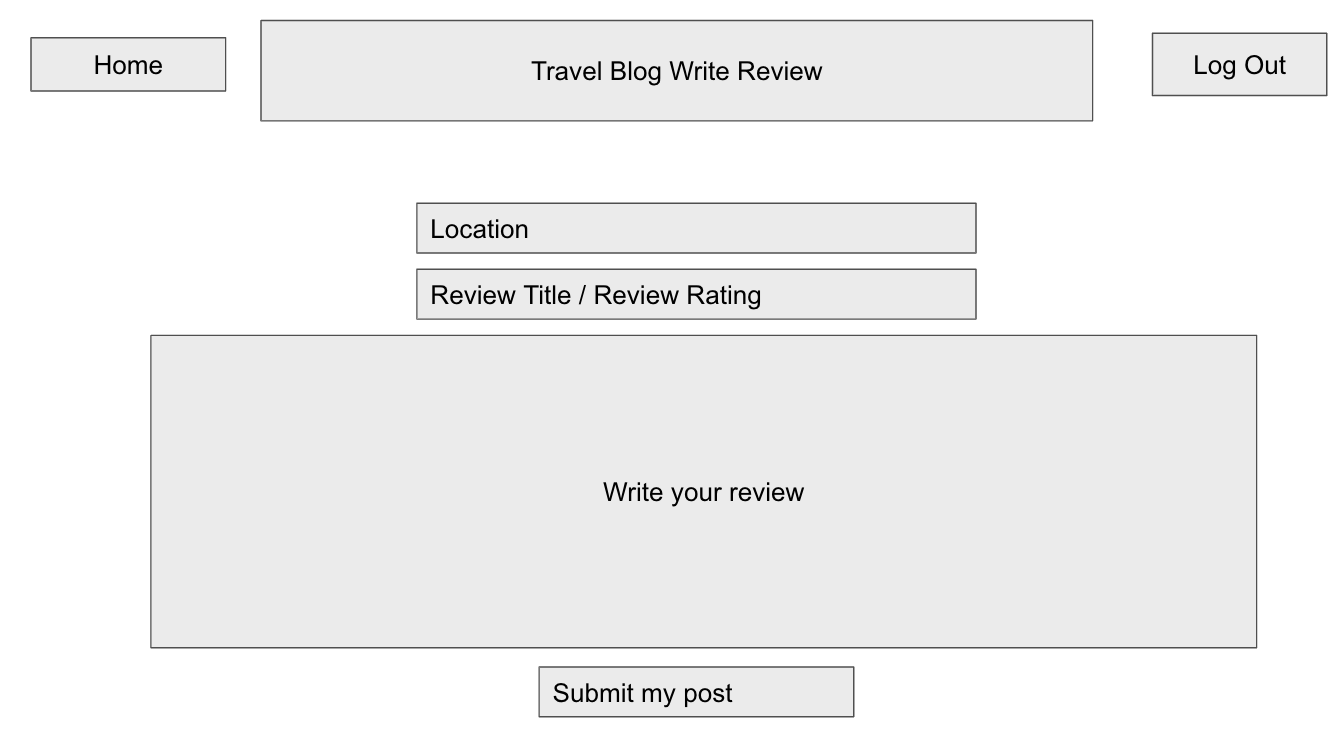 Home
Travel Blog Write Review
Log Out
Location
Review Title / Review Rating
Write your review
Submit my post